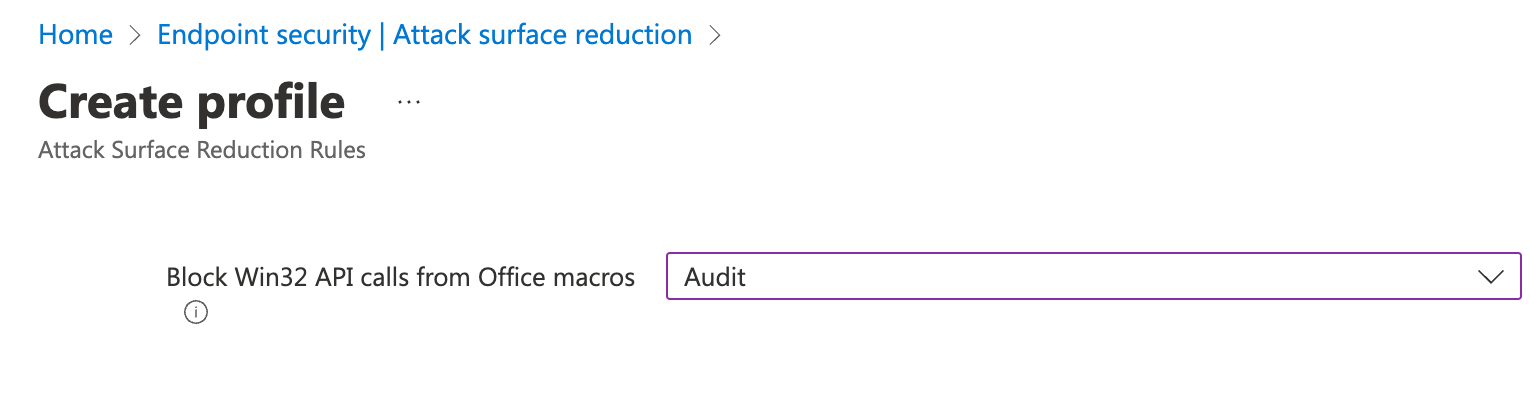 Home > Endpoint security | Attack surface reduction >
Create profile ...
Attack Surface Reduction Rules
Block Win32 API calls from Office macros Audit